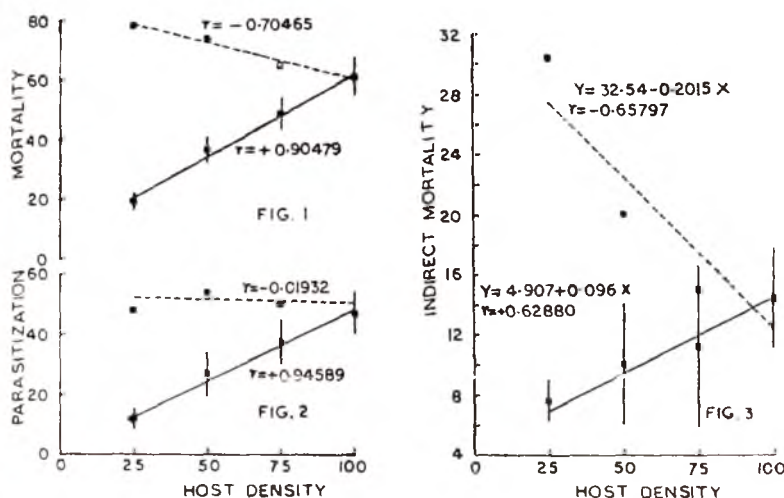 80
60
40
20
0
MORTALITY
r = - 0.70465
r = + 0.90479
FIG. 1
60
40
20
0
PARASITIZATION
r=-0.01932
r=+0.94589
FIG. 2
0 25 50 75 100
HOST DENSITY
36
32
28
24
20
16
12
8
4
INDIRECT MORTALITY
Y= 32.54-0.2015 X
r=-0.65797
Y= 4.907+0.096 X
r=+0.62880
FIG. 3
0 25 50 75 100
HOST DENSITY